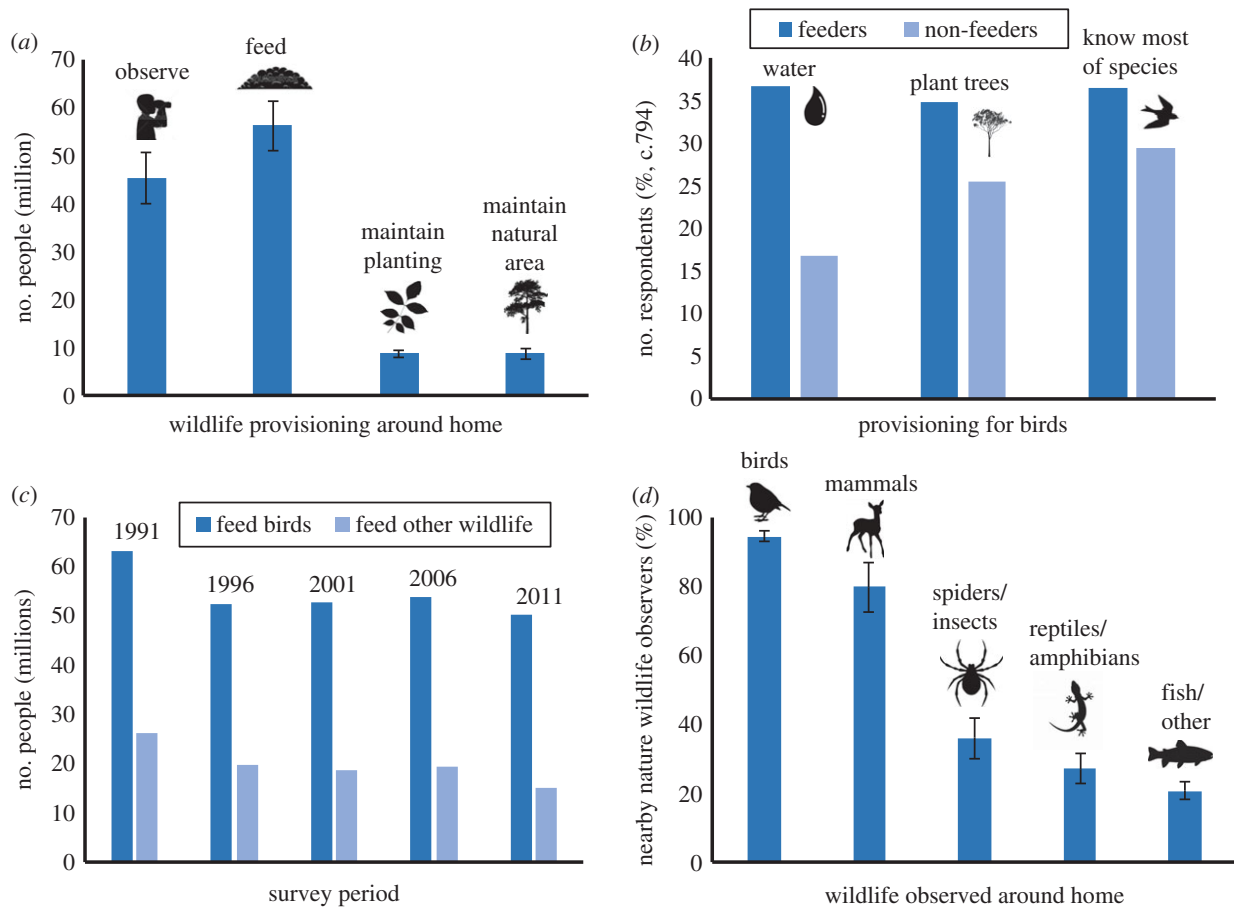 (a)
no. people (million)
70
60
50
40
30
20
10
0
observe
feed
maintain
planting
maintain
natural
area
wildlife provisioning around home
(b)
feeders
non-feeders
no. respondents (%, c.794)
40
35
30
25
20
15
10
5
0
water
plant trees
know most
of species
provisioning for birds
(c)
feed birds
feed other wildlife
no. people (millions)
70
60
50
40
30
20
10
0
1991
1996
2001
2006
2011
survey period
(d)
nearby nature wildlife observers (%)
100
80
60
40
20
0
birds
mammals
spiders/
insects
reptiles/
amphibians
fish/
other
wildlife observed around home